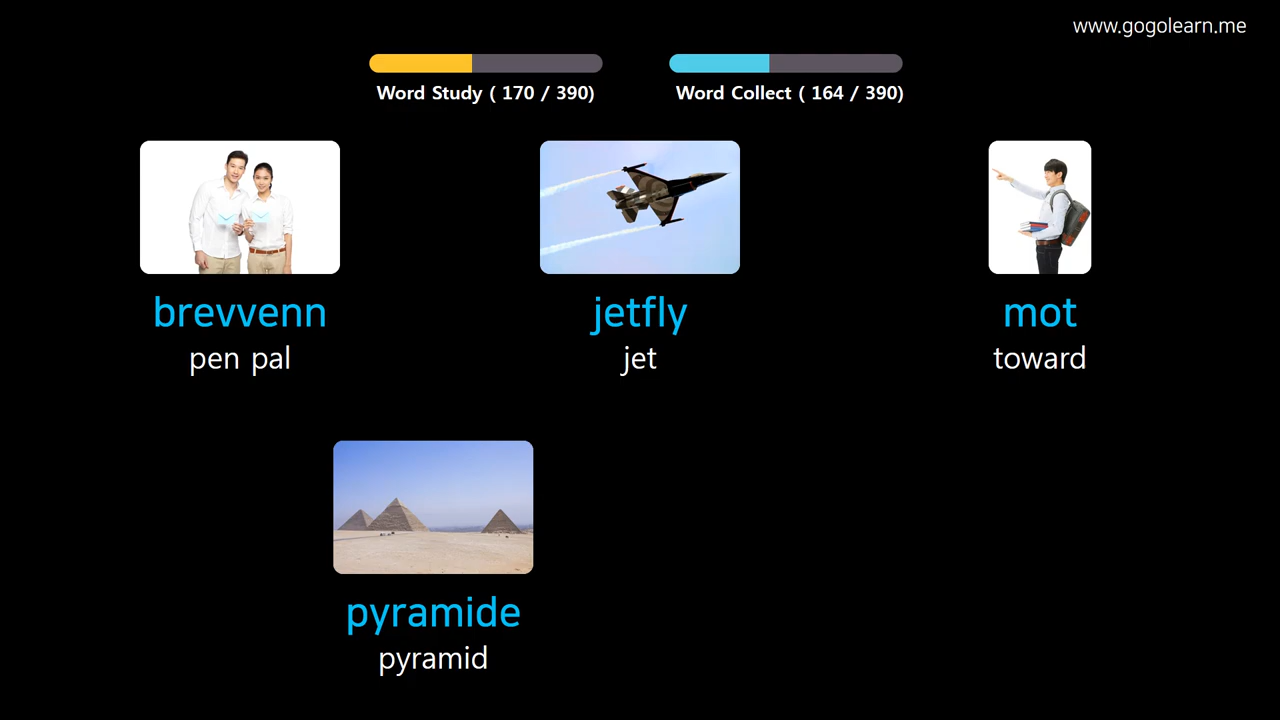 www.gogolearn.me
Word Study ( 170 / 390)
Word Collect ( 164 / 390)
brevvenn
pen pal
jetfly
jet
mot
toward
pyramide
pyramid